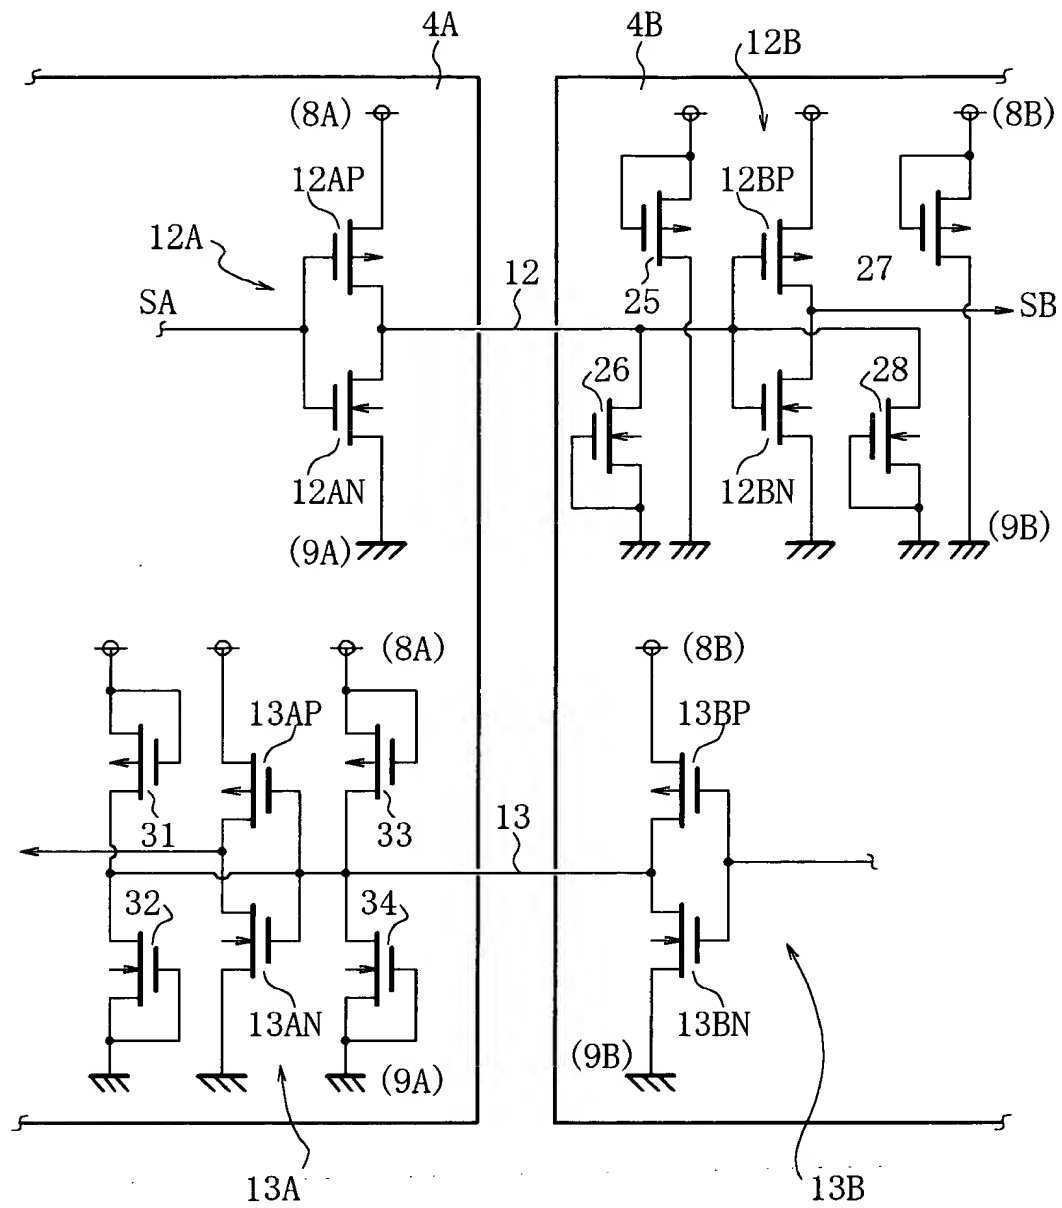 4A
4B
12B
(8A)
(8B)
12AP
12BP
12A
SA
12
25
27
SB
26
28
12AN
12BN
(9A)
(9B)
(8A)
(8B)
13AP
13BP
31
33
13
32
34
13AN
13BN
(9A)
(9B)
13A
13B